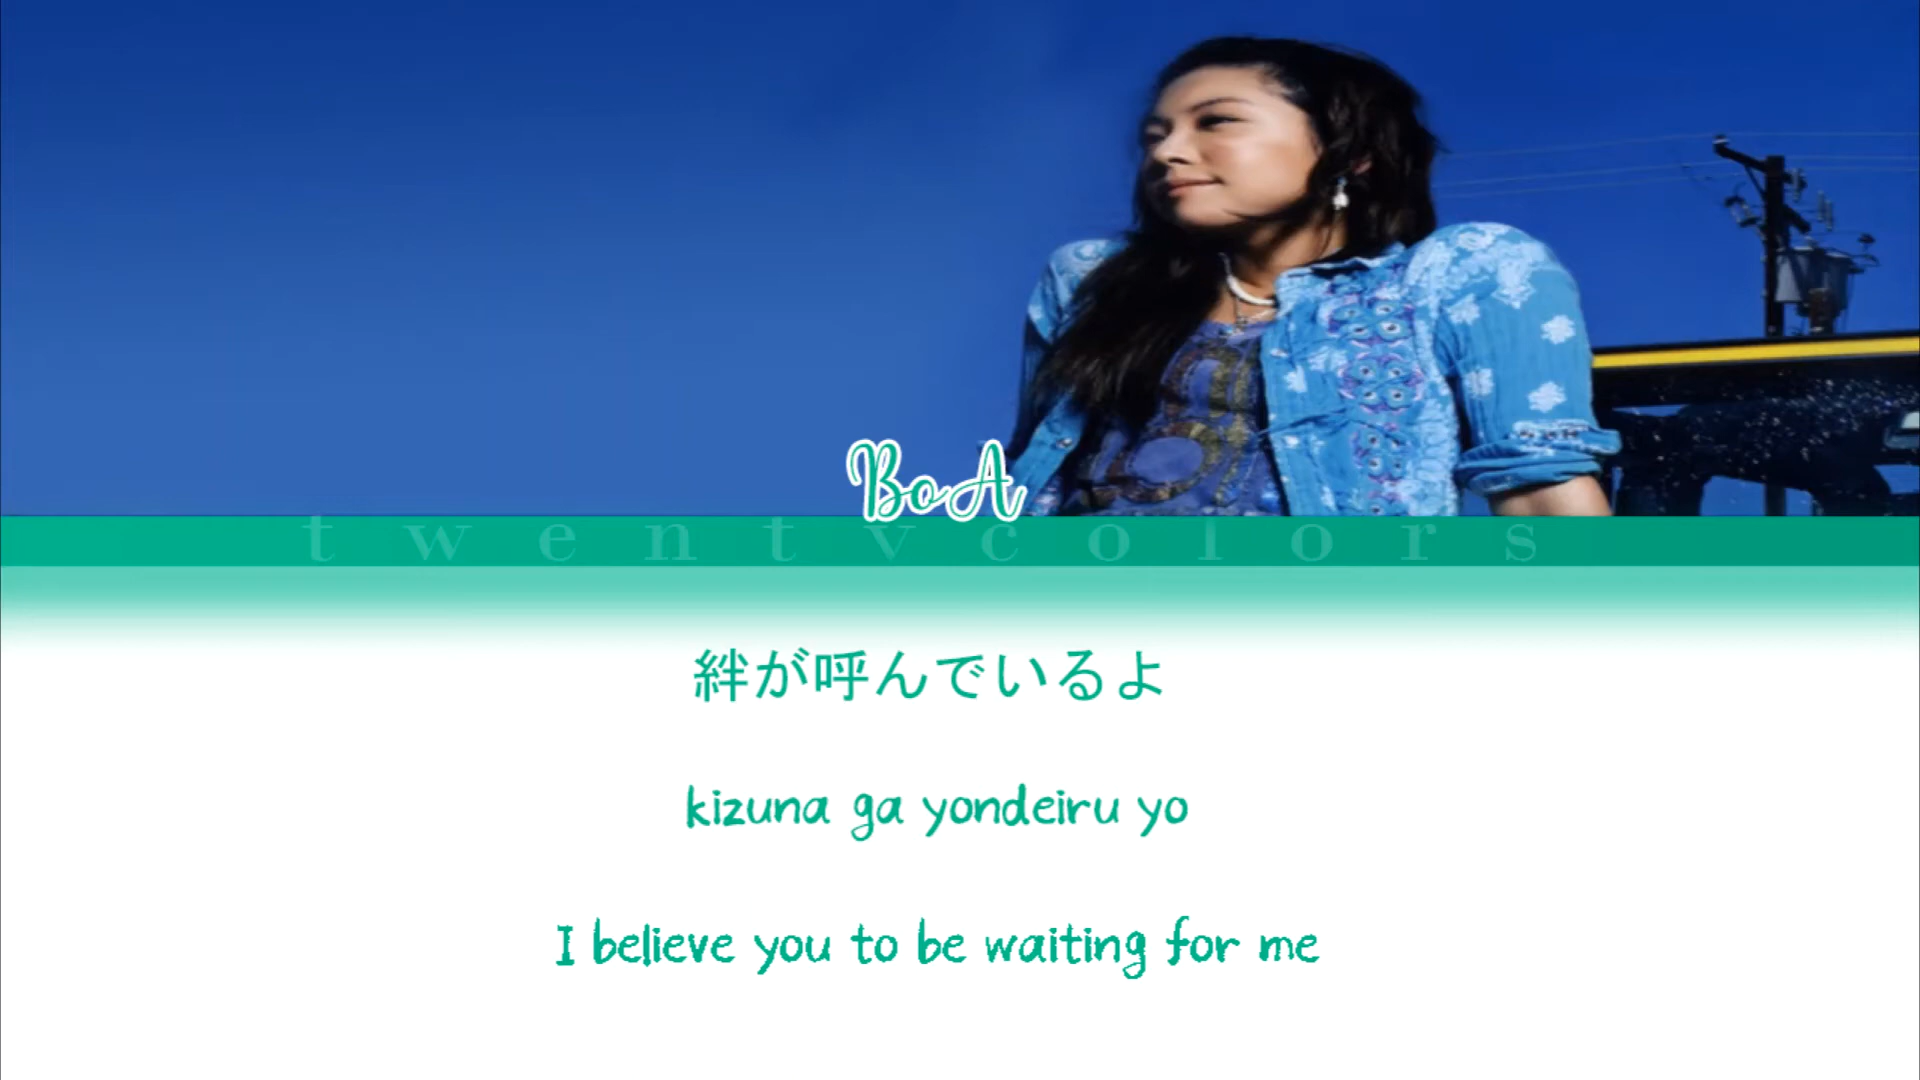 BoA
twentycolors
絆が呼んでいるよ
kizuna ga yondeiru yo
I believe you to be waiting for me